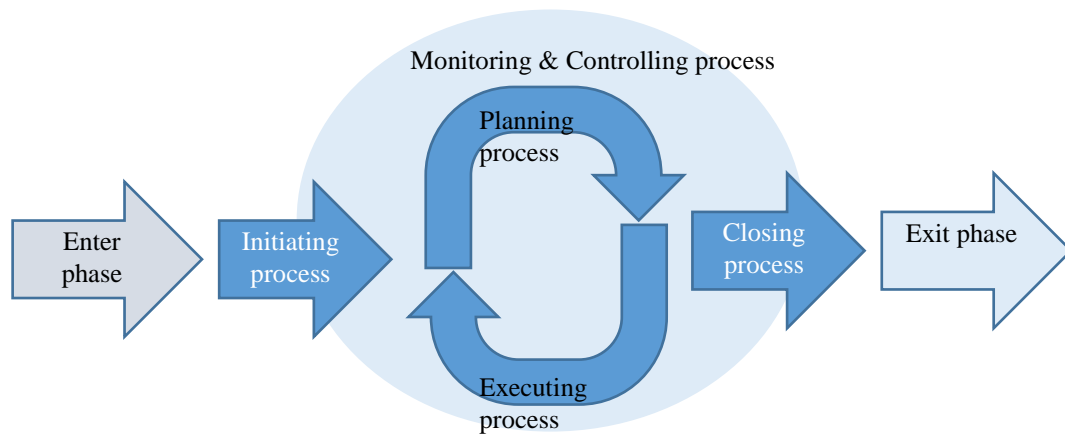 Monitoring & Controlling process
Planning
process
Enter
phase
Initiating
process
Closing
process
Exit phase
Executing
process